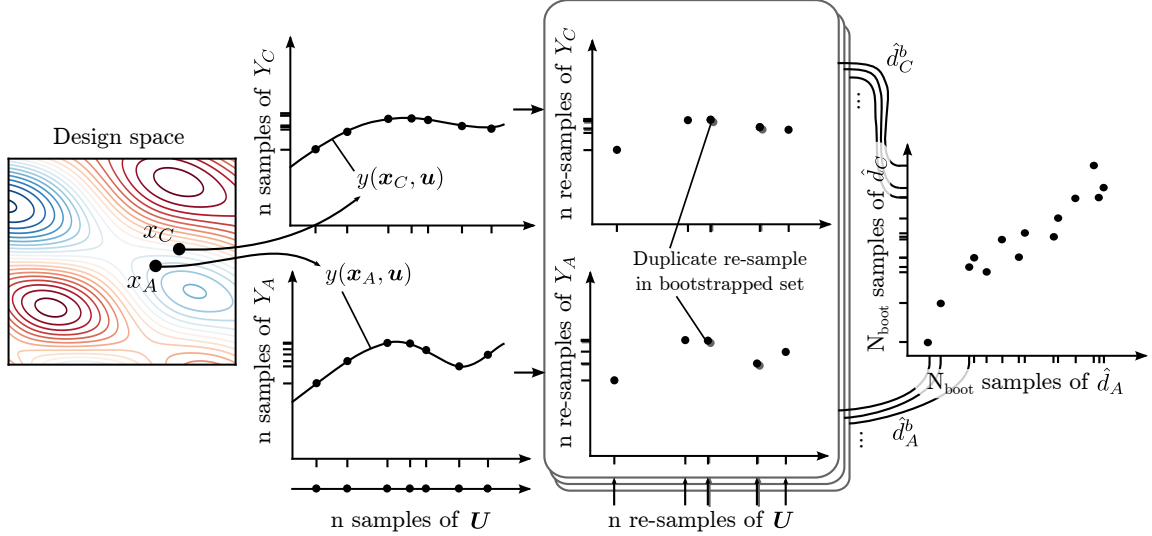 Design space
x_C
x_A
n samples of Y_C
y(x_C, u)
n samples of Y_A
y(x_A, u)
n samples of U
n re-samples of Y_C
Duplicate re-sample
in bootstrapped set
n re-samples of Y_A
n re-samples of U
d̂_C^b
...
d̂_A^b
...
N_boot samples of d̂_C
N_boot samples of d̂_A